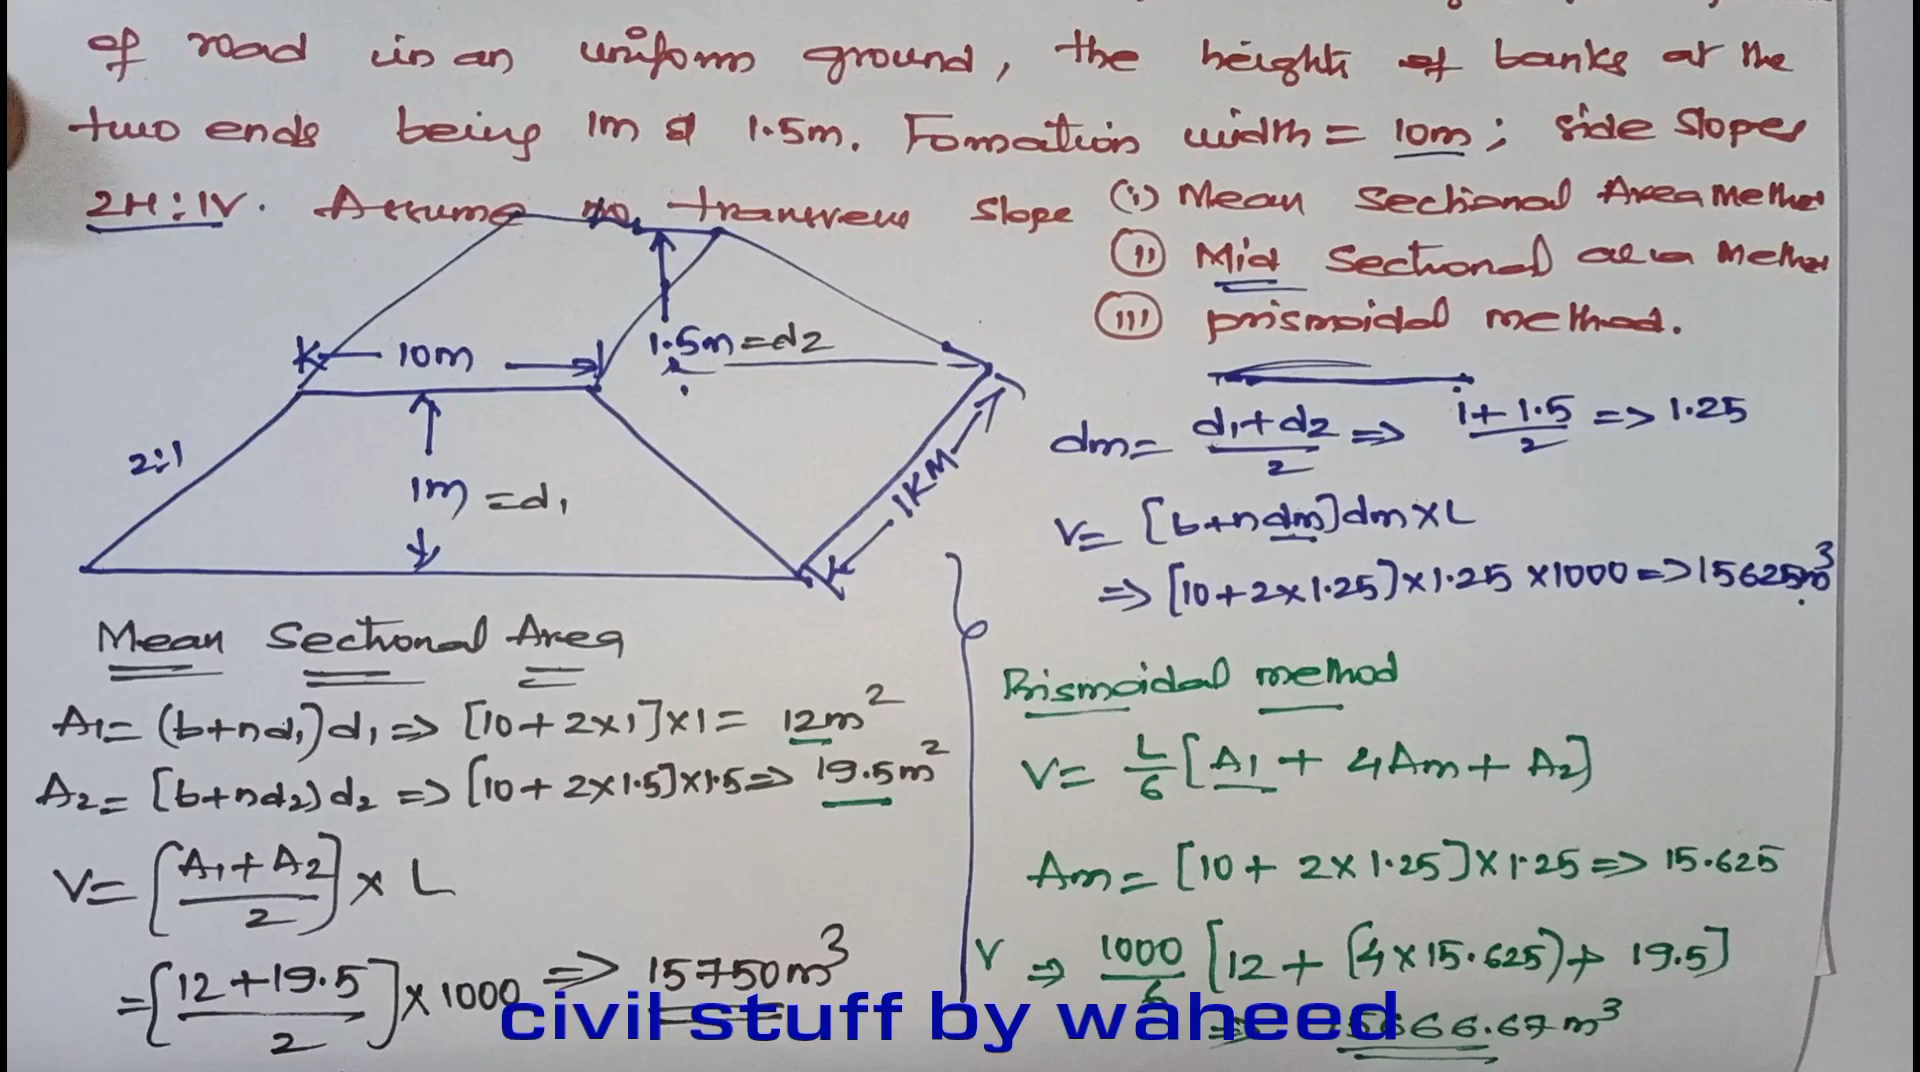 of road in an uniform ground, the heights of banks at the
two ends being 1m & 1.5m. Formation width = 10m; side slopes
2H:1V. Assume no transverse slope
(i) Mean Sectional Area Method
(ii) Mid Sectional area Method
(iii) prismoidal method.
10m
1.5m=d2
2:1
1m =d1
1KM
dm= d1+d2/2 => 1+1.5/2 => 1.25
V= [b+ndm]dm×L
=> [10+2×1.25]×1.25×1000=>15625m³
Mean Sectional Area
A1= (b+nd1)d1 => [10+2×1]×1= 12m²
A2= [b+nd2)d2 => [10+2×1.5]×1.5=> 19.5m²
V= [A1+A2/2] × L
=[12+19.5/2]×1000 => 15750m³
Prismoidal method
V= L/6 [A1 + 4Am + A2]
Am= [10+ 2×1.25]×1.25=> 15.625
V => 1000/6 [12+(4×15.625)+ 19.5]
=> 5666.67m³
civil stuff by waheed